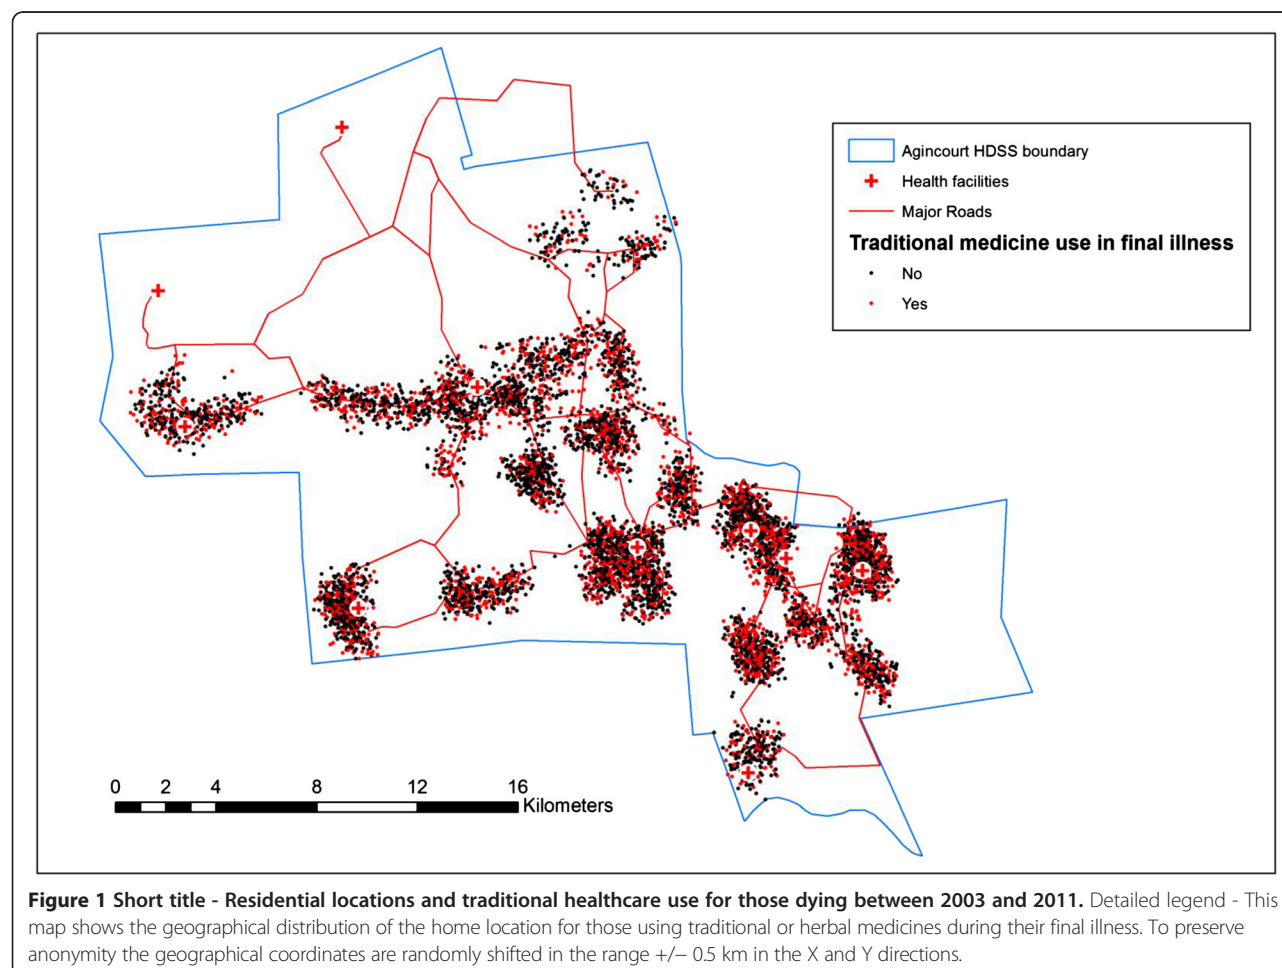 Agincourt HDSS boundary
Health facilities
Major Roads
Traditional medicine use in final illness
No
Yes
0 2 4 8 12 16
Kilometers
Figure 1 Short title - Residential locations and traditional healthcare use for those dying between 2003 and 2011. Detailed legend - This
map shows the geographical distribution of the home location for those using traditional or herbal medicines during their final illness. To preserve
anonymity the geographical coordinates are randomly shifted in the range +/− 0.5 km in the X and Y directions.